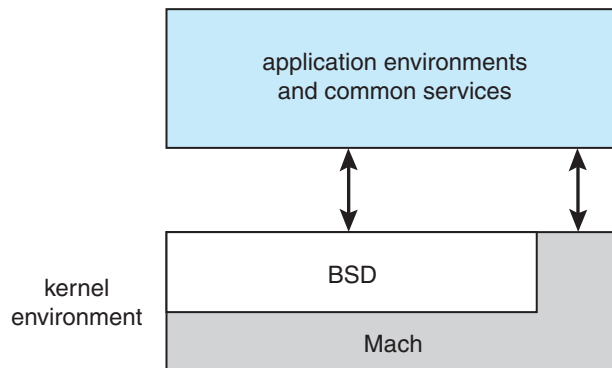 application environments
and common services
BSD
kernel
environment
Mach